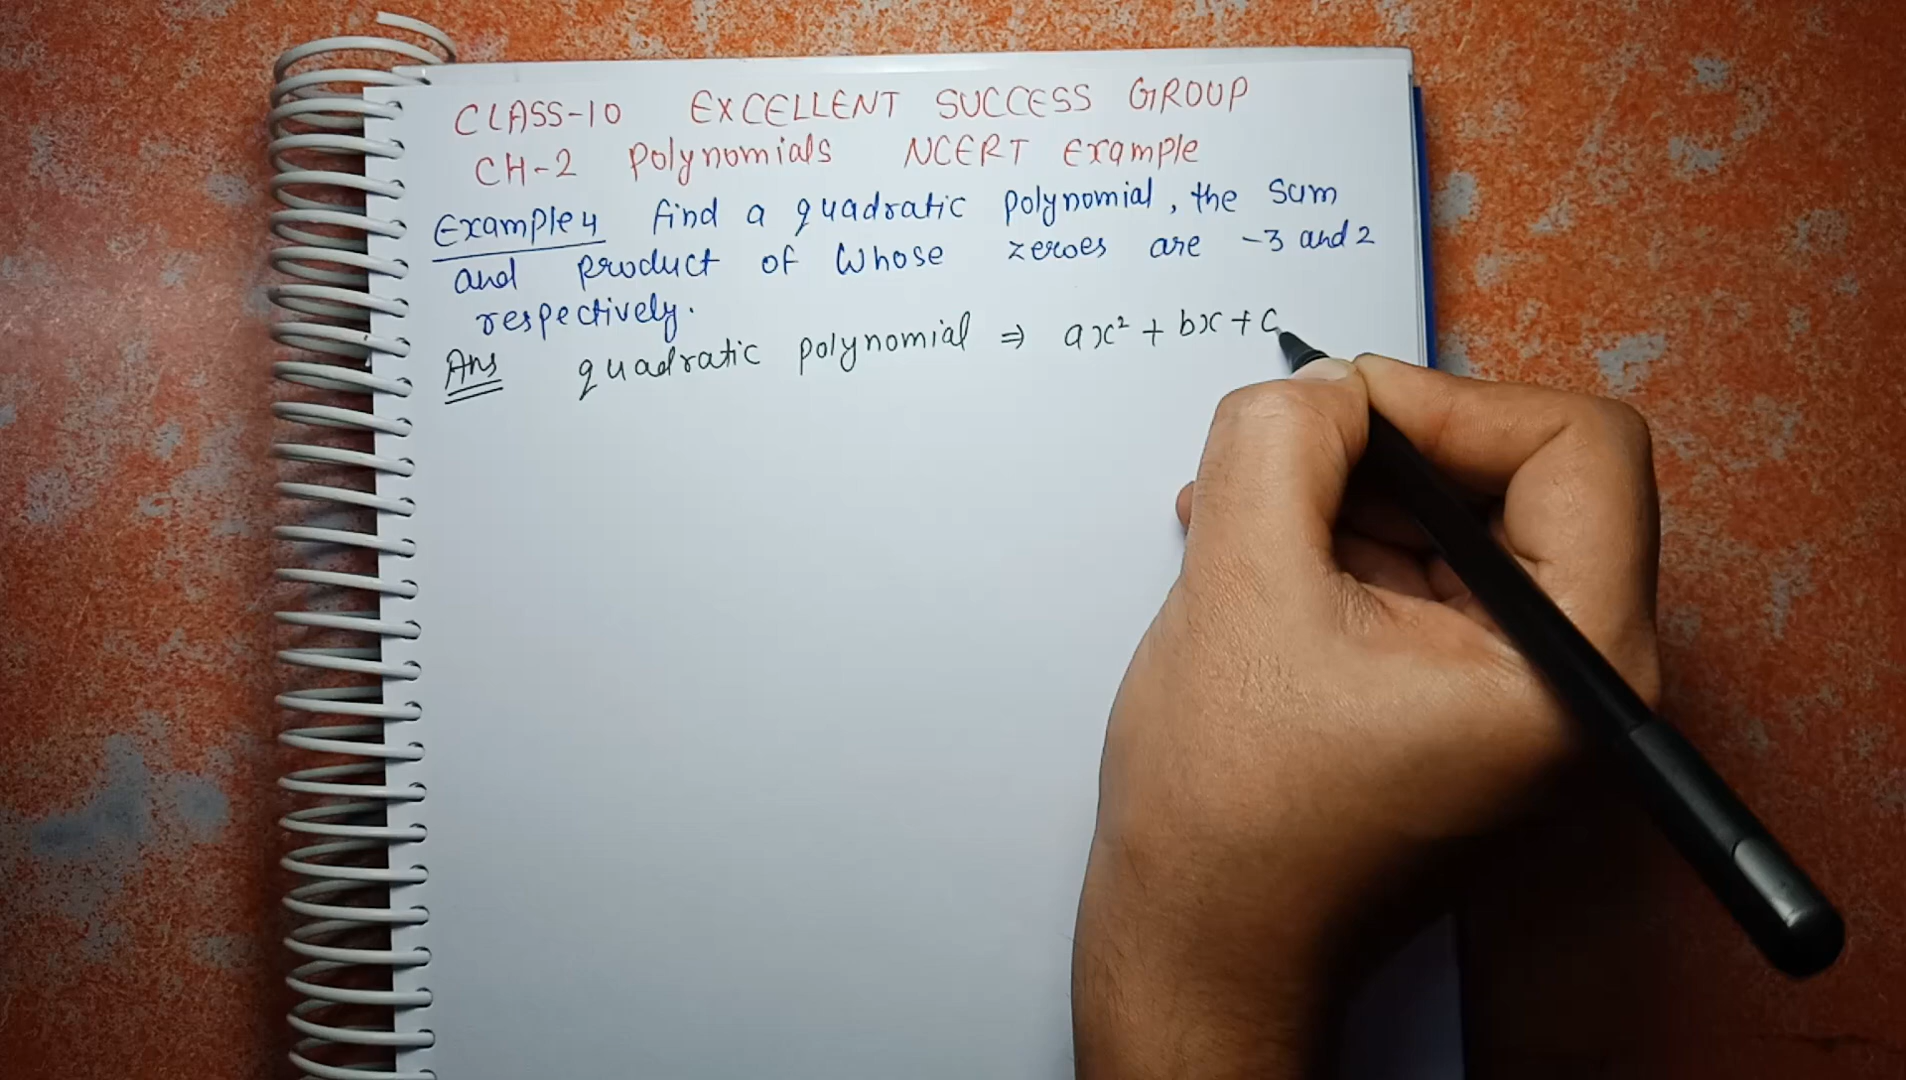 CLASS-10 EXCELLENT SUCCESS GROUP
CH-2 Polynomials NCERT Example
Example 4 find a quadratic polynomial, the sum
and product of whose zeroes are -3 and 2
respectively.
Ans quadratic polynomial ⇒ ax² + bx + c